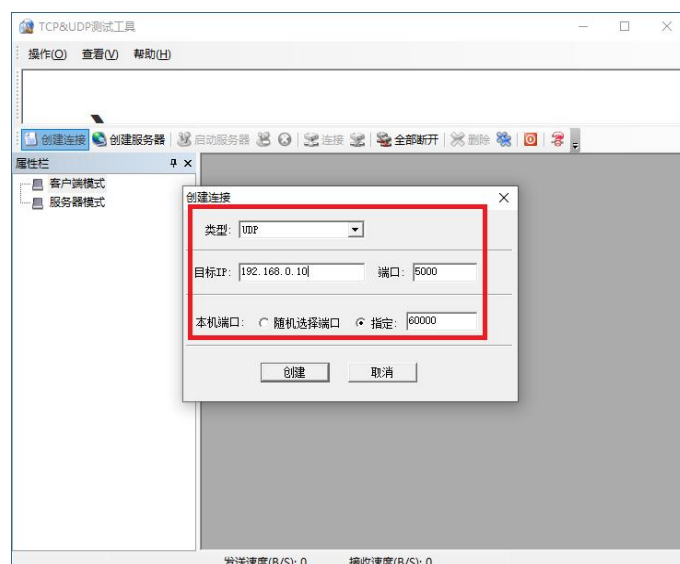 TCP&UDP测试工具
操作(O) 查看(V) 帮助(H)
创建连接 创建服务器 启动服务器 连接 全部断开 删除
属性栏
客户端模式
服务器模式
创建连接
类型: UDP
目标IP: 192.168.0.10 端口: 5000
本机端口: 随机选择端口 指定: 60000
创建 取消
发送速度(B/S): 0 接收速度(B/S): 0